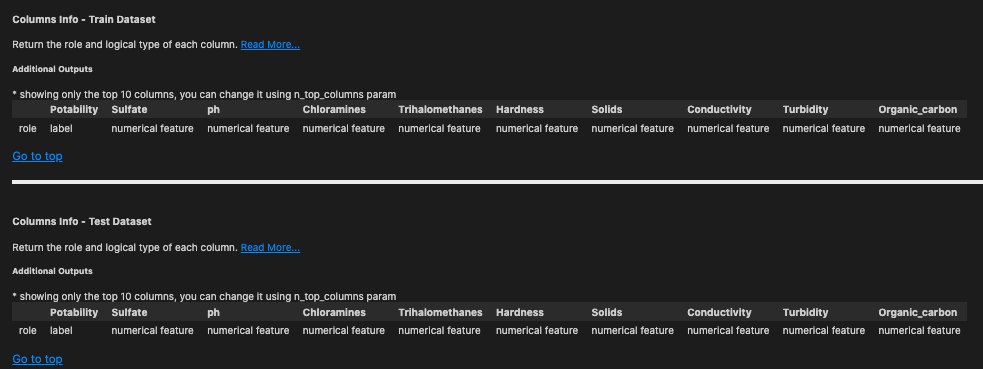 Columns Info - Train Dataset
Return the role and logical type of each column. Read More...
Additional Outputs
* showing only the top 10 columns, you can change it using n_top_columns param
Potability Sulfate ph Chloramines Trihalomethanes Hardness Solids Conductivity Turbidity Organic_carbon
role label numerical feature numerical feature numerical feature numerical feature numerical feature numerical feature numerical feature numerical feature numerical feature
Go to top
Columns Info - Test Dataset
Return the role and logical type of each column. Read More...
Additional Outputs
* showing only the top 10 columns, you can change it using n_top_columns param
Potability Sulfate ph Chloramines Trihalomethanes Hardness Solids Conductivity Turbidity Organic_carbon
role label numerical feature numerical feature numerical feature numerical feature numerical feature numerical feature numerical feature numerical feature numerical feature
Go to top